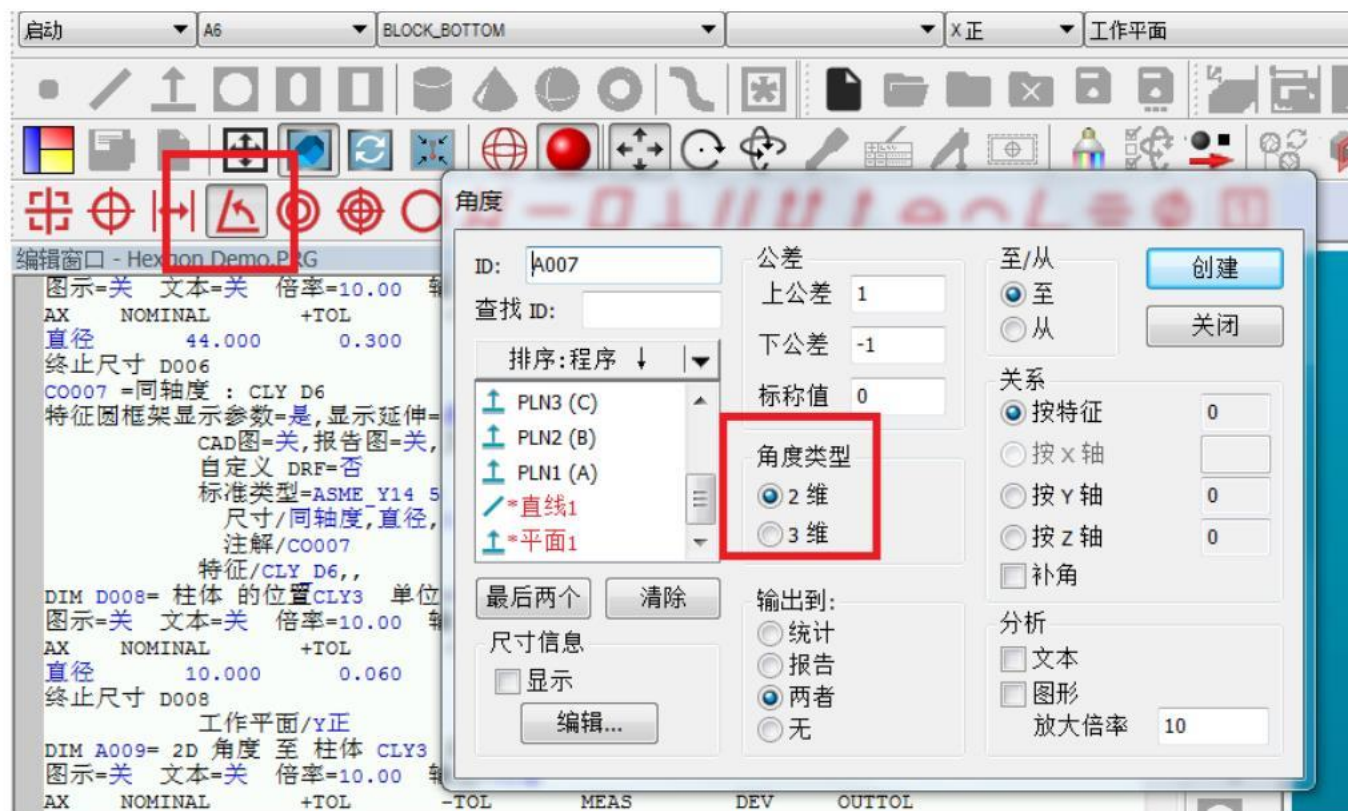 启动 A6 BLOCK_BOTTOM X 正 工作平面
角度
编辑窗口 - Hexgon Demo.PRG
图示=关 文本=关 倍率=10.00
AX NOMINAL +TOL
直径 44.000 0.300
终止尺寸 D006
CO007 =同轴度 : CLY D6
特征圆框架显示参数=是,显示延伸=
CAD图=关,报告图=关,
自定义 DRF=否
标准类型=ASME_Y14_5
尺寸/同轴度,直径,
注解/CO007
特征/CLY_D6,,
DIM D008= 柱体 的位置CLY3 单位
图示=关 文本=关 倍率=10.00
AX NOMINAL +TOL
直径 10.000 0.060
终止尺寸 D008
工作平面/Y正
DIM A009= 2D 角度 至 柱体 CLY3
图示=关 文本=关 倍率=10.00
AX NOMINAL +TOL -TOL MEAS DEV OUTTOL
ID: A007
查找 ID:
排序:程序 ↓
PLN3 (C)
PLN2 (B)
PLN1 (A)
*直线1
*平面1
最后两个 清除
尺寸信息
显示
编辑...
公差
上公差 1
下公差 -1
标称值 0
角度类型
2 维
3 维
输出到:
统计
报告
两者
无
至/从
至
从
创建
关闭
关系
按特征 0
按 X 轴
按 Y 轴 0
按 Z 轴 0
补角
分析
文本
图形
放大倍率 10